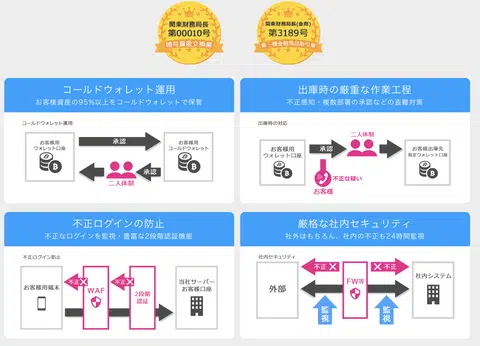 関東財務局長
第00010号
暗号資産交換業
関東財務局長(金商)
第3189号
第一種金融商品取引業
コールドウォレット運用
お客様資産の95%以上をコールドウォレットで保管
コールドウォレット運用
お客様用
ウォレット口座
承認
お客様用
コールドウォレット
承認
二人体制
出庫時の厳重な作業工程
不正感知・複数部署の承認などの盗難対策
出庫時の対応
お客様用
ウォレット口座
二人体制
承認
お客様出庫先
指定ウォレット口座
不正な疑い
お客様
不正ログインの防止
不正なログインを監視・豊富な2段階認証機能
不正ログイン防止
お客様用端末
不正
WAF
不正
2段階
認証
当社サーバー
お客様口座
厳格な社内セキュリティ
社外はもちろん、社内の不正も24時間監視
社内セキュリティ
外部
不正
FW等
不正
社内システム
監視
監視